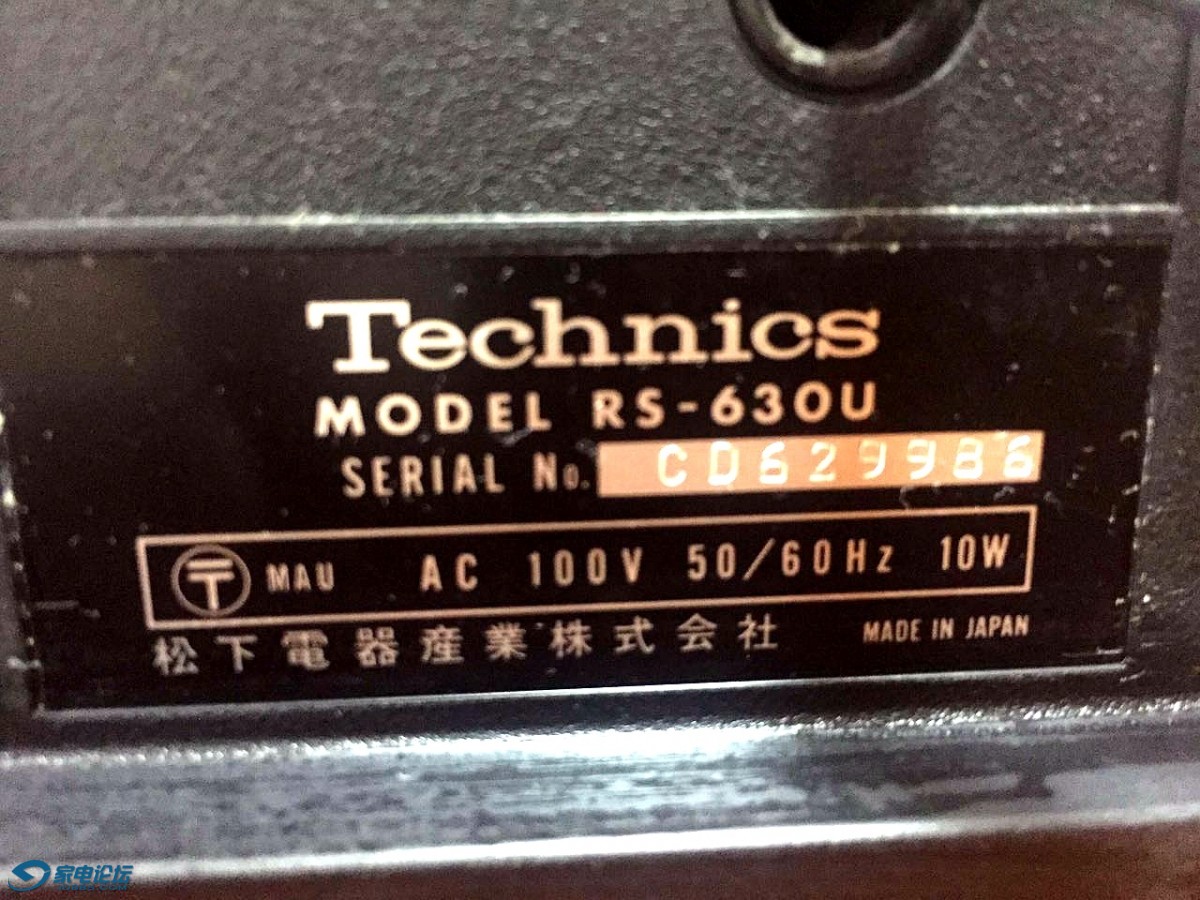 Technics
MODEL RS-630U
SERIAL No. CD629986
〒 MAU AC 100V 50/60Hz 10W
松下電器産業株式会社 MADE IN JAPAN
家电论坛